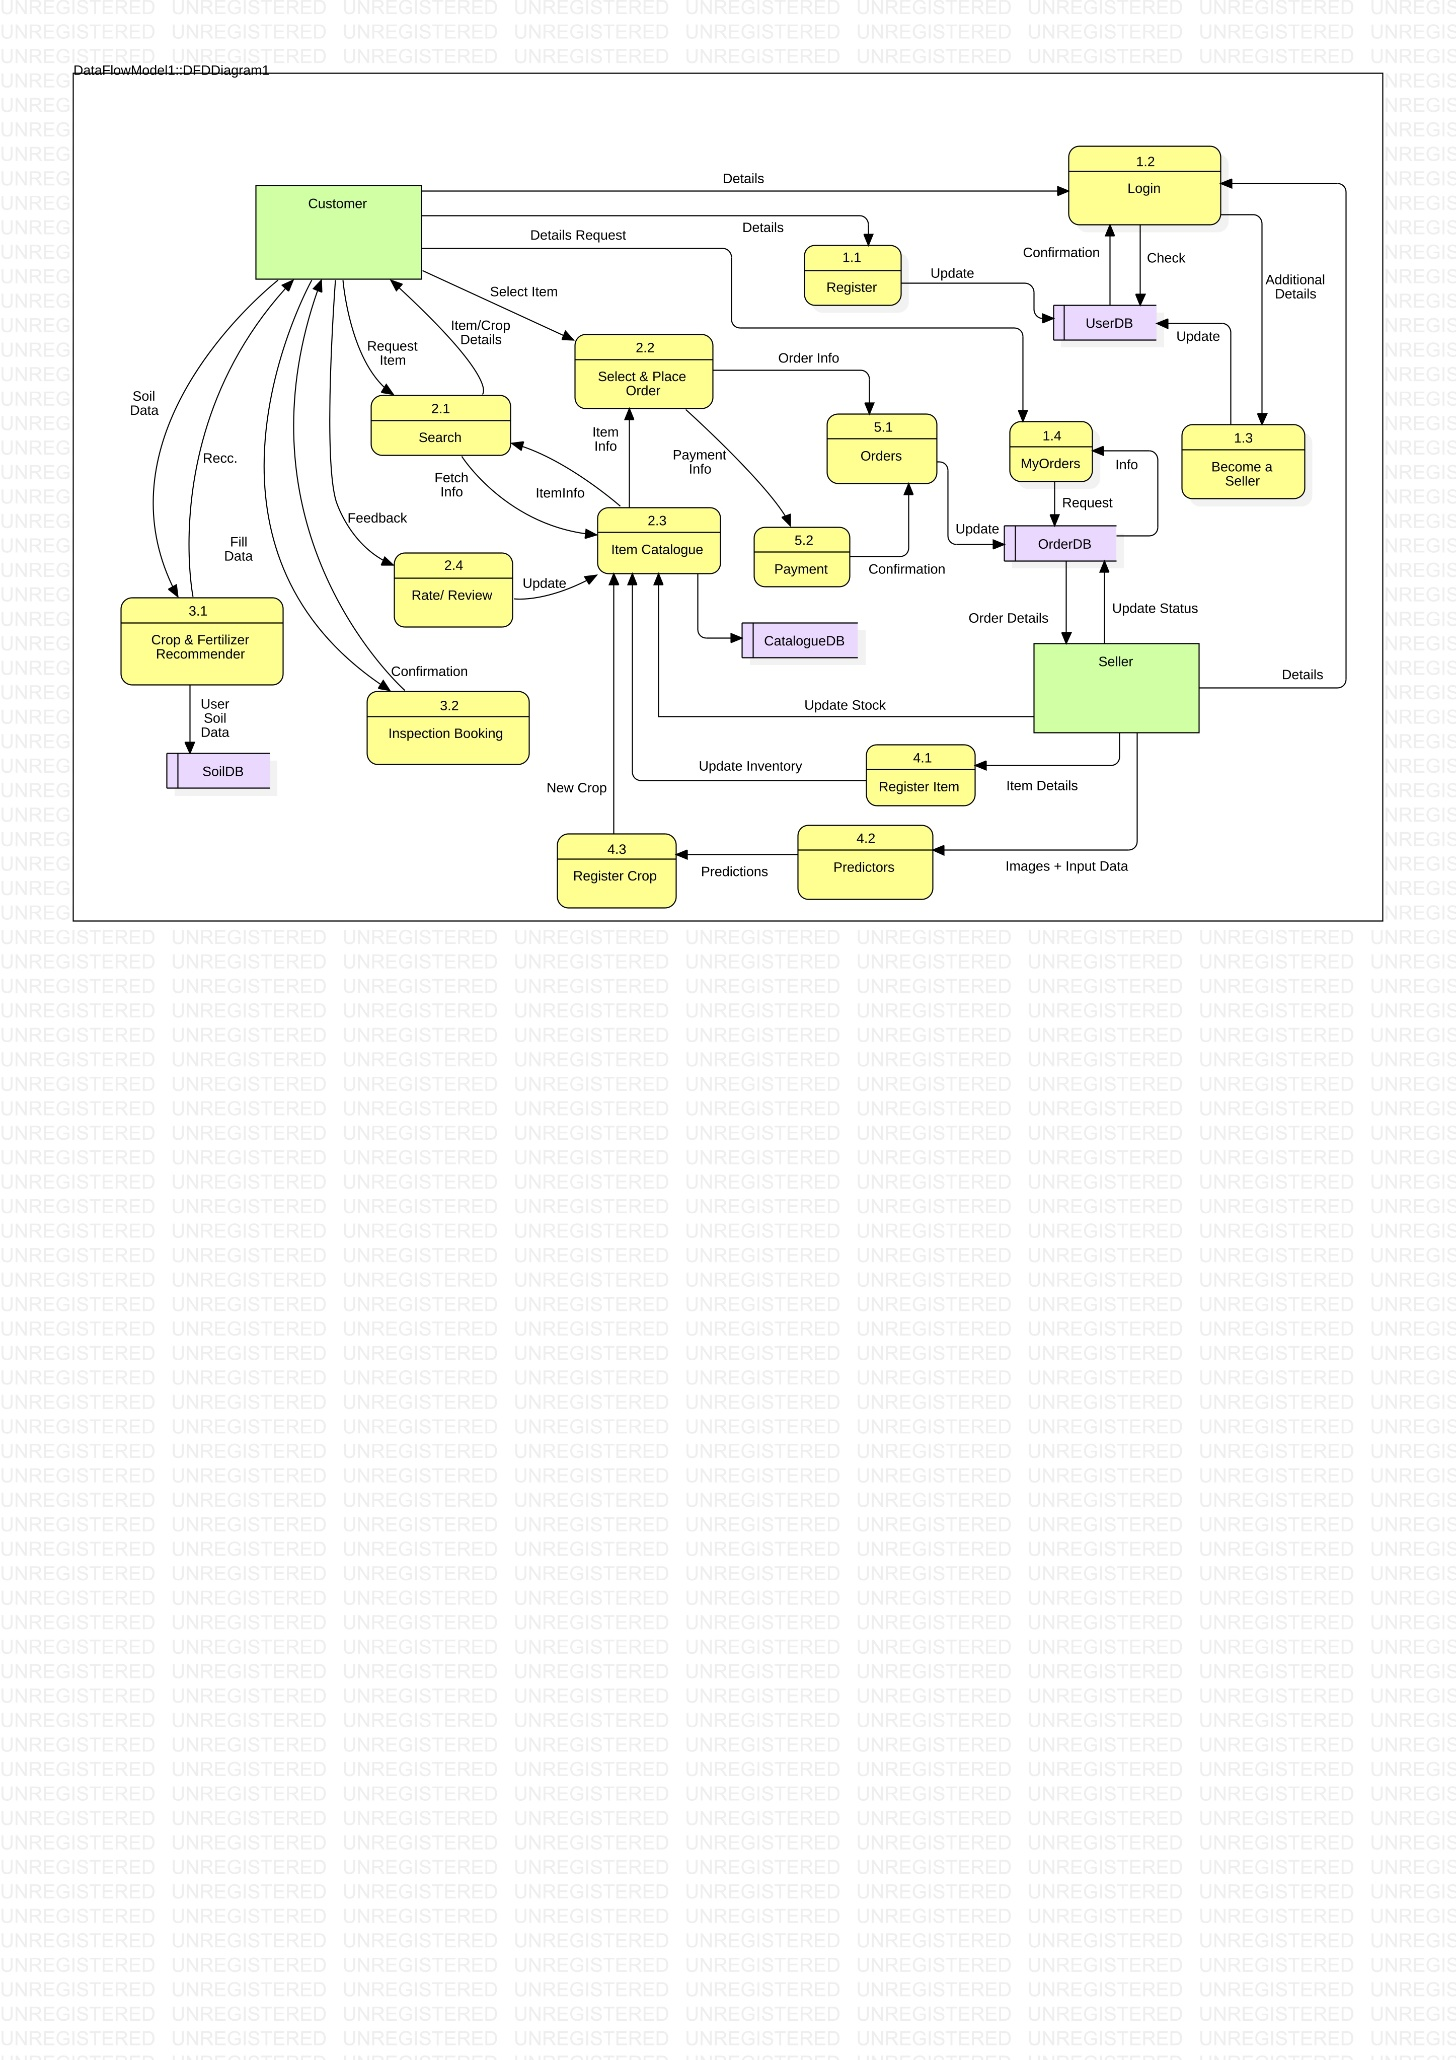 DataFlowModel1::DFDDiagram1
1.2
Login
Customer
Details
Details
Details Request
1.1
Register
Update
Confirmation
Check
Additional
Details
UserDB
Update
Select Item
Item/Crop
Details
Request
Item
2.2
Select & Place
Order
Order Info
Soil
Data
2.1
Search
Item
Info
Payment
Info
5.1
Orders
1.4
MyOrders
Info
1.3
Become a
Seller
Recc.
Fetch
Info
ItemInfo
Request
Feedback
2.3
Item Catalogue
Update
OrderDB
Fill
Data
5.2
Payment
Confirmation
2.4
Rate/ Review
Update
3.1
Crop & Fertilizer
Recommender
Order Details
Update Status
CatalogueDB
Seller
Details
Confirmation
User
Soil
Data
3.2
Inspection Booking
Update Stock
SoilDB
4.1
Register Item
Update Inventory
Item Details
New Crop
4.3
Register Crop
Predictions
4.2
Predictors
Images + Input Data
UNREGISTERED